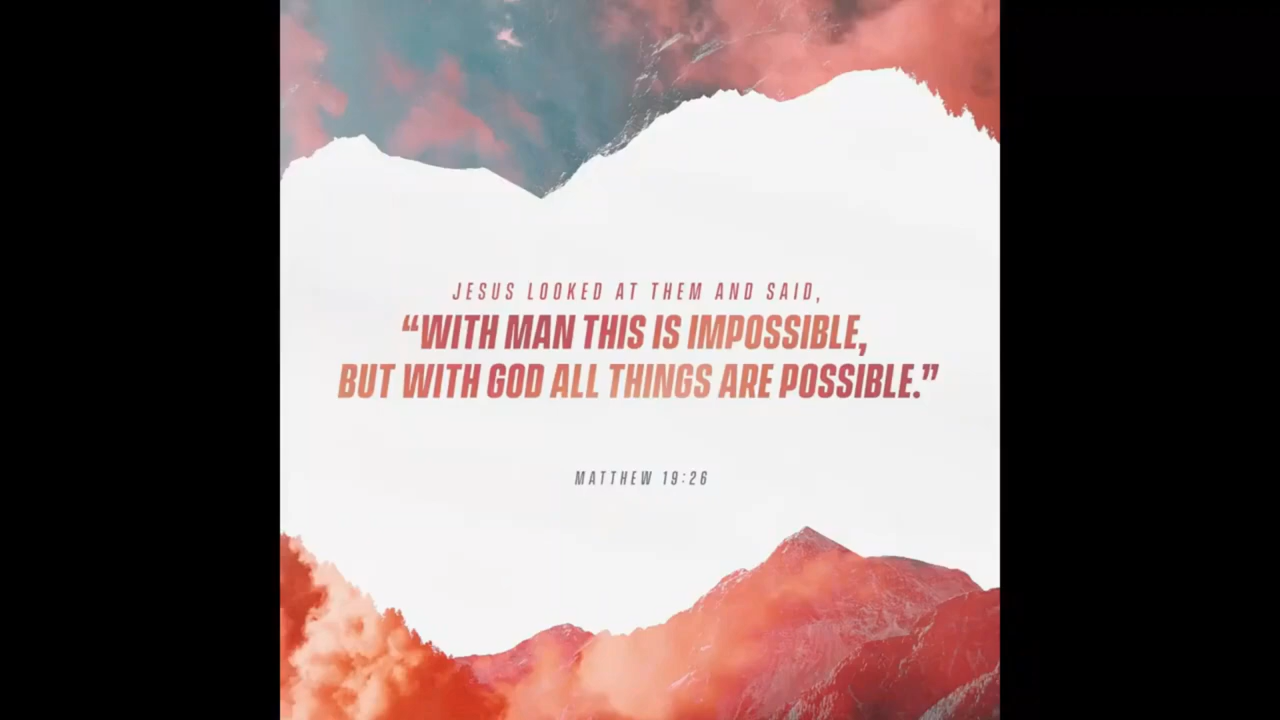 JESUS LOOKED AT THEM AND SAID,
“WITH MAN THIS IS IMPOSSIBLE,
BUT WITH GOD ALL THINGS ARE POSSIBLE.”
MATTHEW 19:26